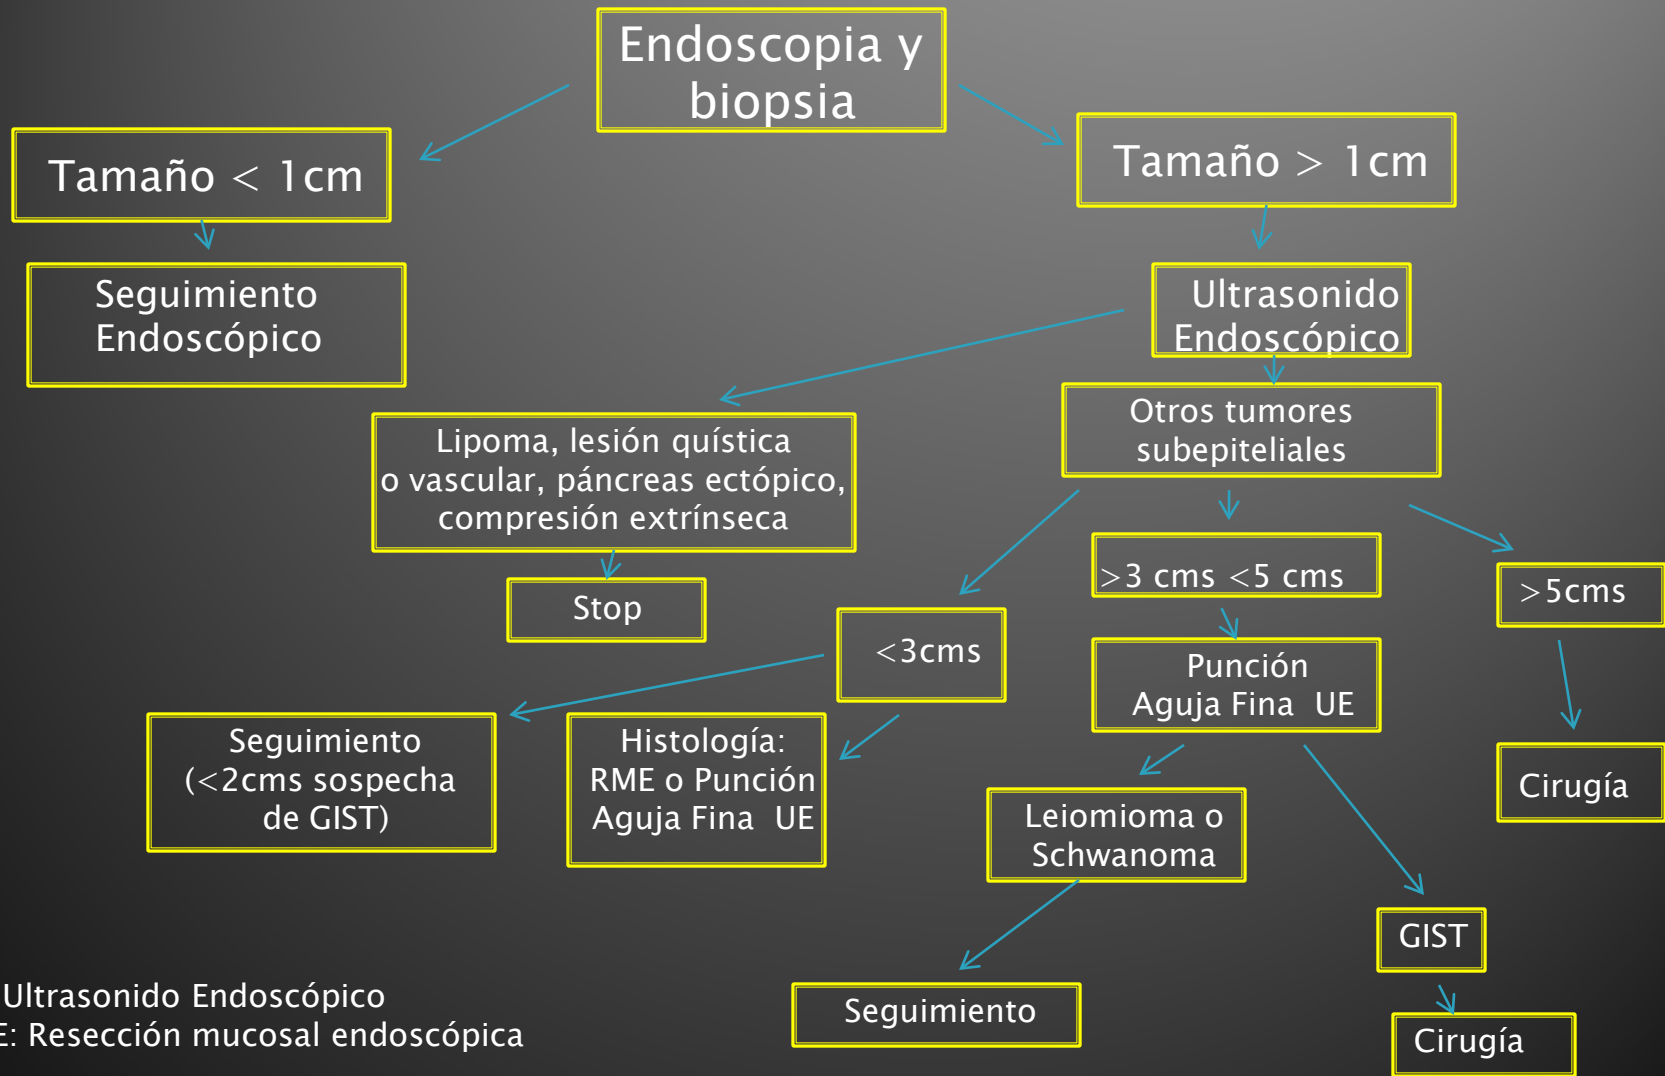 Endoscopia y
biopsia
Tamaño < 1cm
Tamaño > 1cm
Seguimiento
Endoscópico
Ultrasonido
Endoscópico
Lipoma, lesión quística
o vascular, páncreas ectópico,
compresión extrínseca
Otros tumores
subepiteliales
Stop
<3cms
>3 cms <5 cms
>5cms
Seguimiento
(<2cms sospecha
de GIST)
Histología:
RME o Punción
Aguja Fina UE
Punción
Aguja Fina UE
Cirugía
Leiomioma o
Schwanoma
GIST
Seguimiento
Cirugía
Ultrasonido Endoscópico
E: Resección mucosal endoscópica